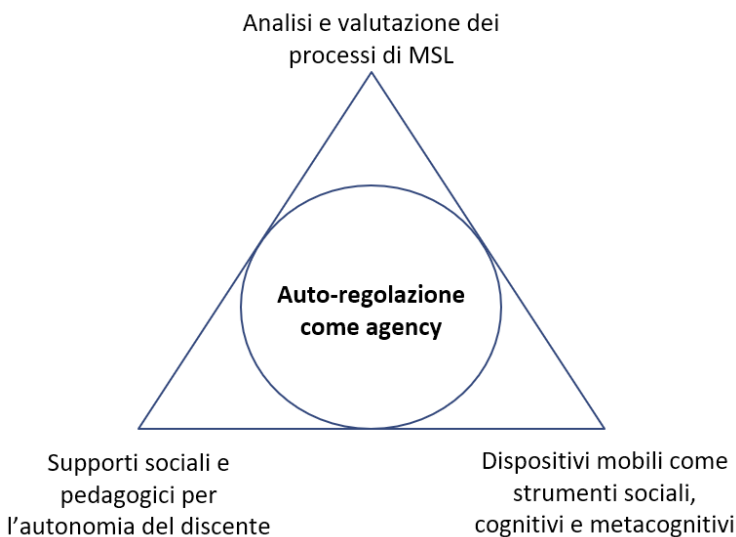 Analisi e valutazione dei
processi di MSL
Auto-regolazione
come agency
Supporti sociali e
pedagogici per
l’autonomia del discente
Dispositivi mobili come
strumenti sociali,
cognitivi e metacognitivi